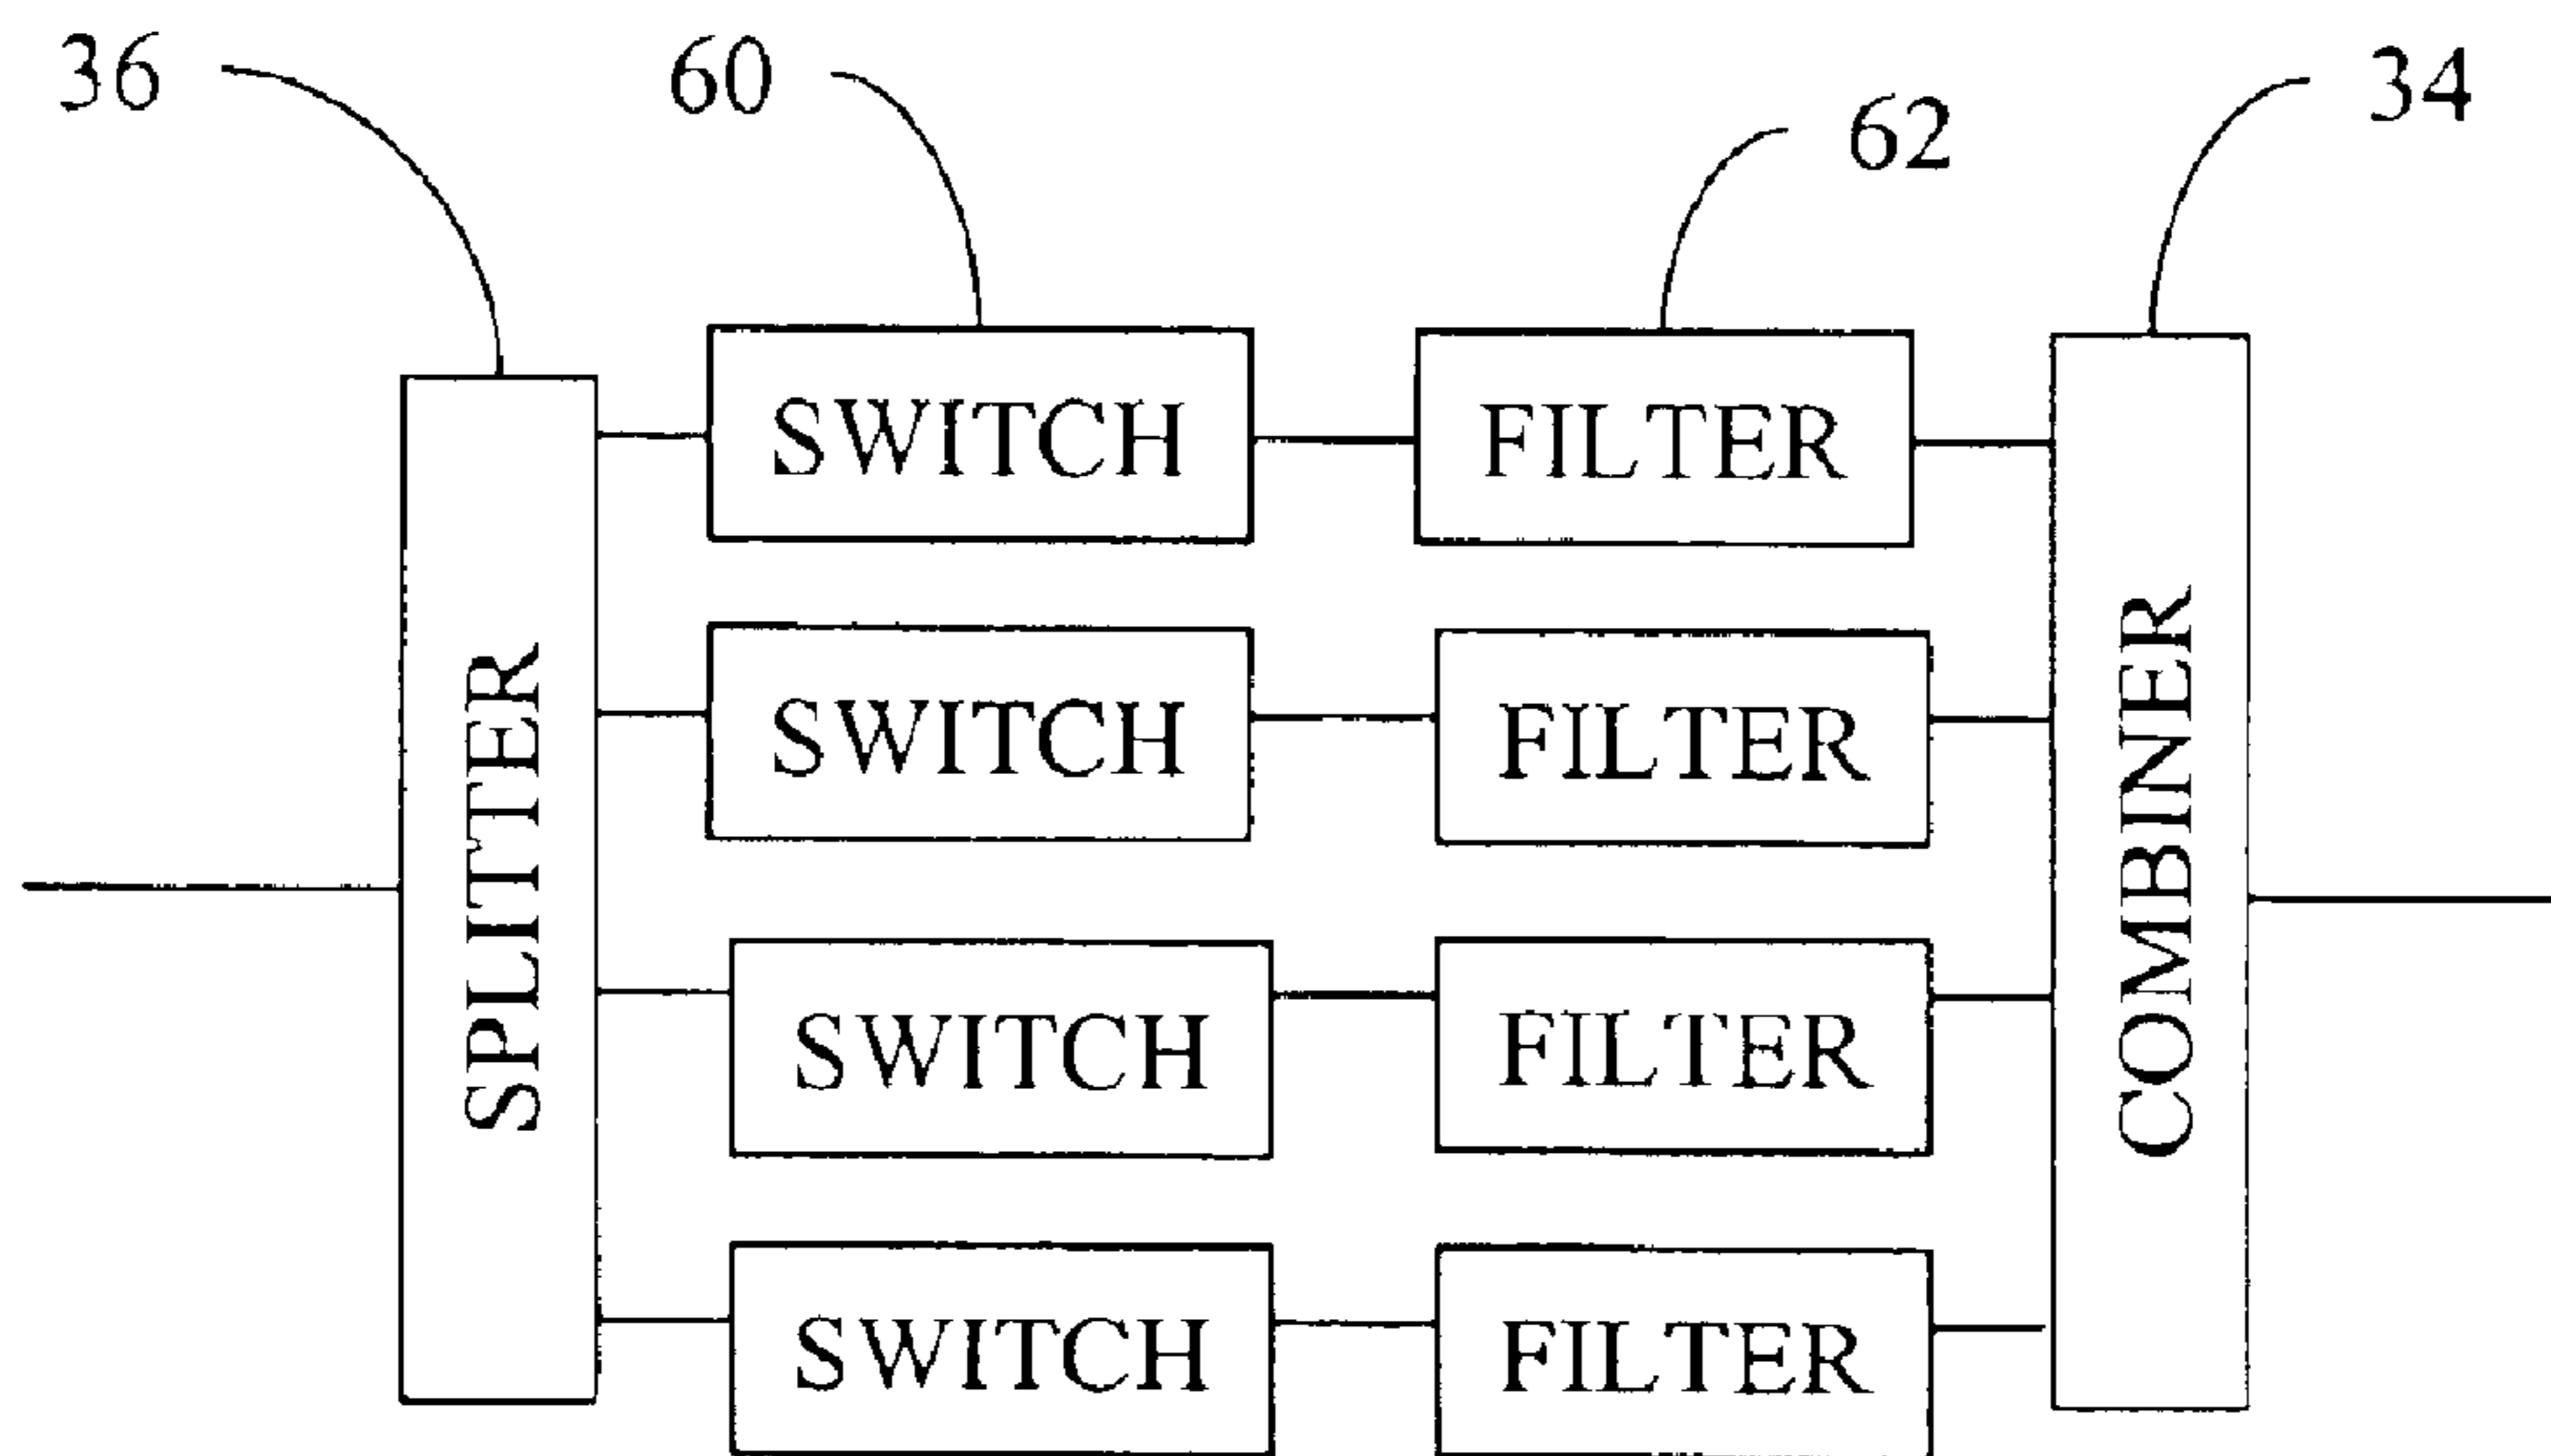 36
60
62
34
SPLITTER
SWITCH
FILTER
SWITCH
FILTER
SWITCH
FILTER
SWITCH
FILTER
COMBINER